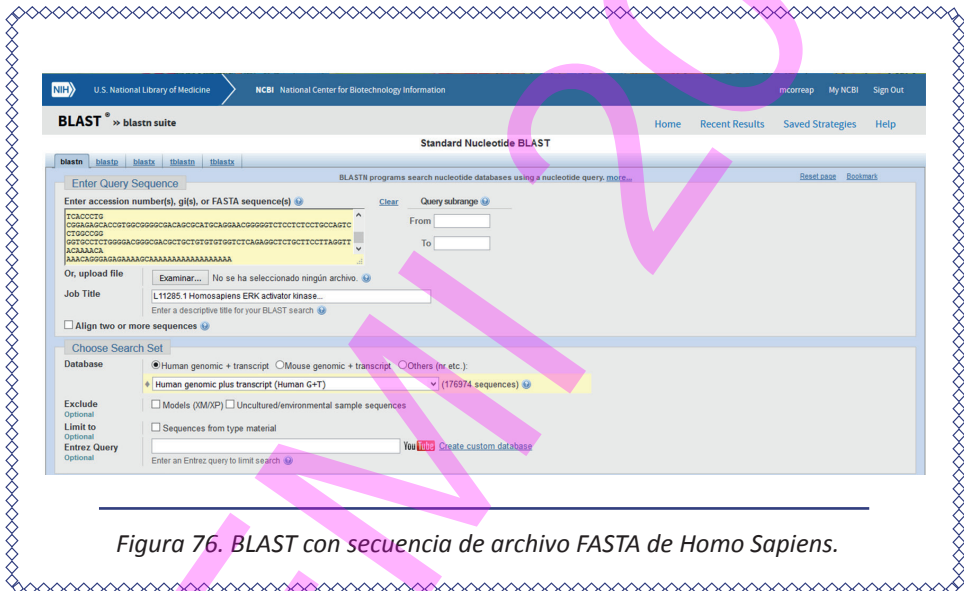 NIH U.S. National Library of Medicine NCBI National Center for Biotechnology Information mcorreap My NCBI Sign Out
BLAST ® » blastn suite Home Recent Results Saved Strategies Help
Standard Nucleotide BLAST
blastn blastp blastx tblastn tblastx
Enter Query Sequence BLASTN programs search nucleotide databases using a nucleotide query. more... Reset page Bookmark
Enter accession number(s), gi(s), or FASTA sequence(s) Clear Query subrange
TCACCCTG
CGGAGAGCACCGTGGCGGGCGACAGCGCATGCAGGAACGGGGGTCTCCTCTCCTGCCAGTC
CTGGCCGG
GGTGCCTCTGGGGACGGGCGACGCTGCTGTGTGTGGTCTCAGAGGCTCTGCTTCCTTAGGTT
ACAAAACA
AAACAGGGAGAGAAAAGCAAAAAAAAAAAAAAAAAA
From
To
Or, upload file Examinar... No se ha seleccionado ningún archivo.
Job Title L11285.1 Homosapiens ERK activator kinase...
Enter a descriptive title for your BLAST search
Align two or more sequences
Choose Search Set
Database Human genomic + transcript Mouse genomic + transcript Others (nr etc.):
Human genomic plus transcript (Human G+T) (176974 sequences)
Exclude Models (XM/XP) Uncultured/environmental sample sequences
Optional
Limit to Sequences from type material
Optional
Entrez Query YouTube Create custom database
Optional Enter an Entrez query to limit search
Figura 76. BLAST con secuencia de archivo FASTA de Homo Sapiens.